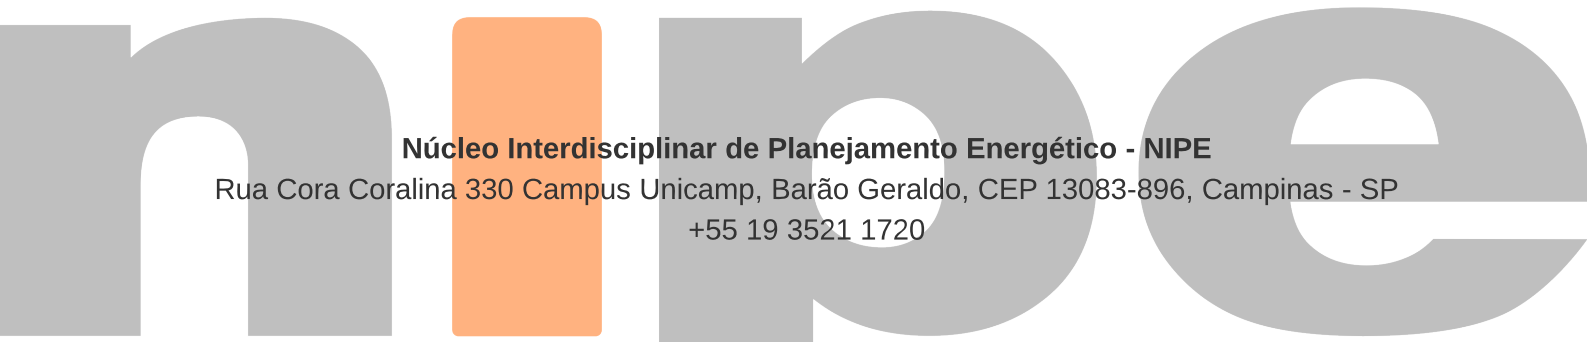 nipe
Núcleo Interdisciplinar de Planejamento Energético - NIPE
Rua Cora Coralina 330 Campus Unicamp, Barão Geraldo, CEP 13083-896, Campinas - SP
+55 19 3521 1720